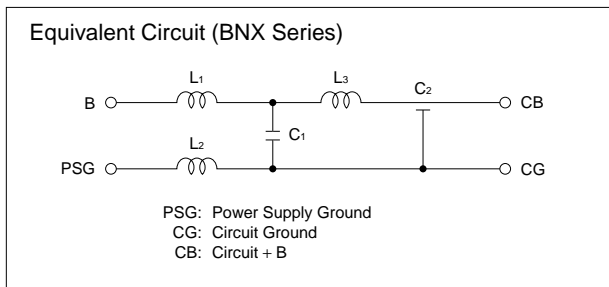 Equivalent Circuit (BNX Series)
L1 L3 C2
B CB
C1
L2
PSG CG
PSG: Power Supply Ground
CG: Circuit Ground
CB: Circuit + B